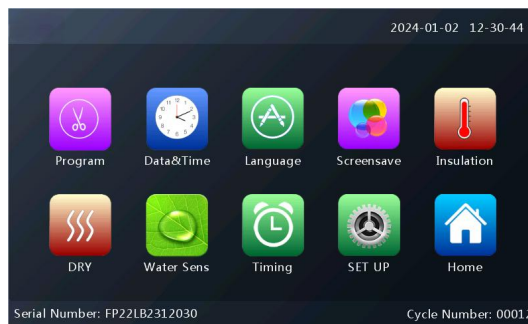 2024-01-02 12-30-44
Program
Data&Time
Language
Screensave
Insulation
DRY
Water Sens
Timing
SET UP
Home
Serial Number: FP22LB2312030
Cycle Number: 00012